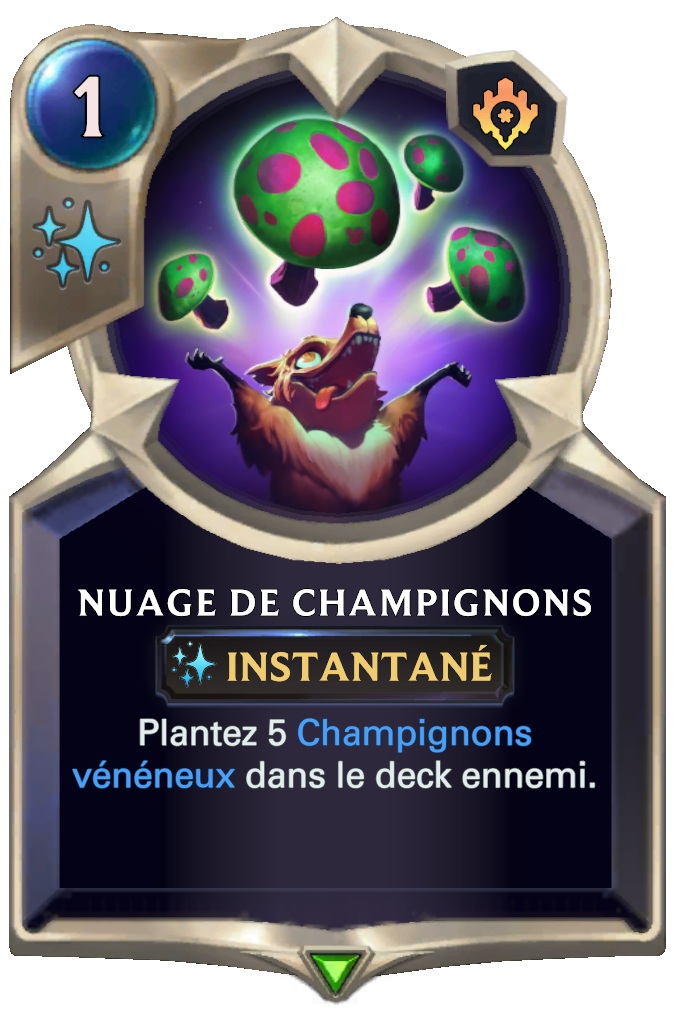 1
NUAGE DE CHAMPIGNONS
INSTANTANÉ
Plantez 5 Champignons
vénéneux dans le deck ennemi.